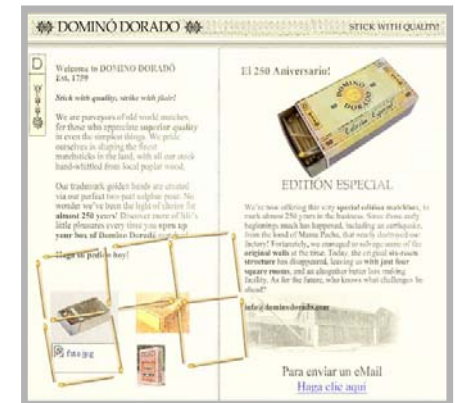 DOMINÓ DORADO
STICK WITH QUALITY!
D
Welcome to DOMINO DORADO
Est. 1759
Stick with quality, strike with flair!
We are purveyors of old world matches,
for those who appreciate superior quality
in even the simplest things. We pride
ourselves in shaping the finest
matchsticks in the land, with all our stock
hand-whittled from local poplar wood.
Our trademark golden heads are created
via our perfect two-part sulphur pour. No
wonder we've been the light of choice for
almost 250 years! Discover more of life's
little pleasures every time you open up
your box of Domino Dorado
Haga su pedido hoy!
foto.jpg
El 250 Aniversario!
DOMINO
DORADO
EDICIÓN ESPECIAL
We're now offering this very special edition matchbox, to
mark almost 250 years in the business. Since those early
beginnings much has happened, including an earthquake,
from the hand of Mama Pacha, that nearly destroyed our
factory! Fortunately, we managed to salvage some of the
original walls at the time. Today, the original six-room
structure has disappeared, leaving us with just four
square rooms, and an altogether better box making
facility. As for the future, who knows what challenges lie
ahead?
info@dominodorado.com
Para enviar un eMail
Haga clic aquí